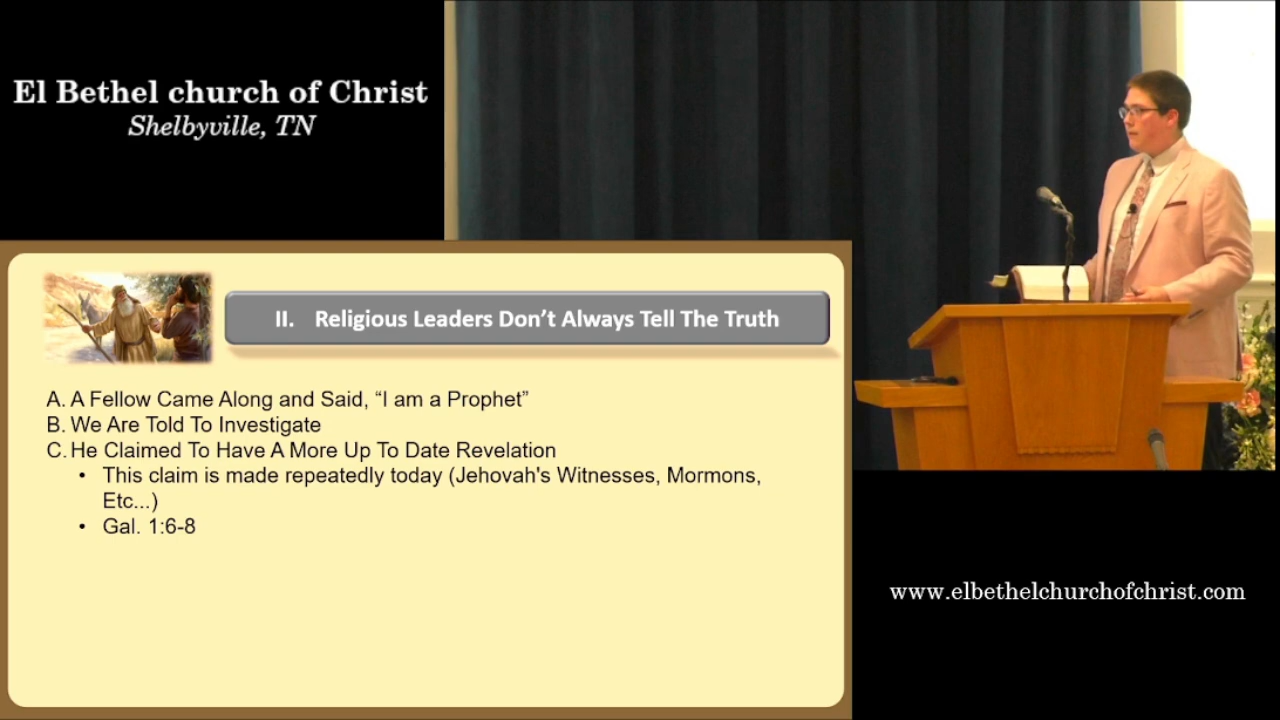 El Bethel church of Christ
Shelbyville, TN
II. Religious Leaders Don’t Always Tell The Truth
A. A Fellow Came Along and Said, “I am a Prophet”
B. We Are Told To Investigate
C. He Claimed To Have A More Up To Date Revelation
• This claim is made repeatedly today (Jehovah's Witnesses, Mormons,
Etc...)
• Gal. 1:6-8
www.elbethelchurchofchrist.com